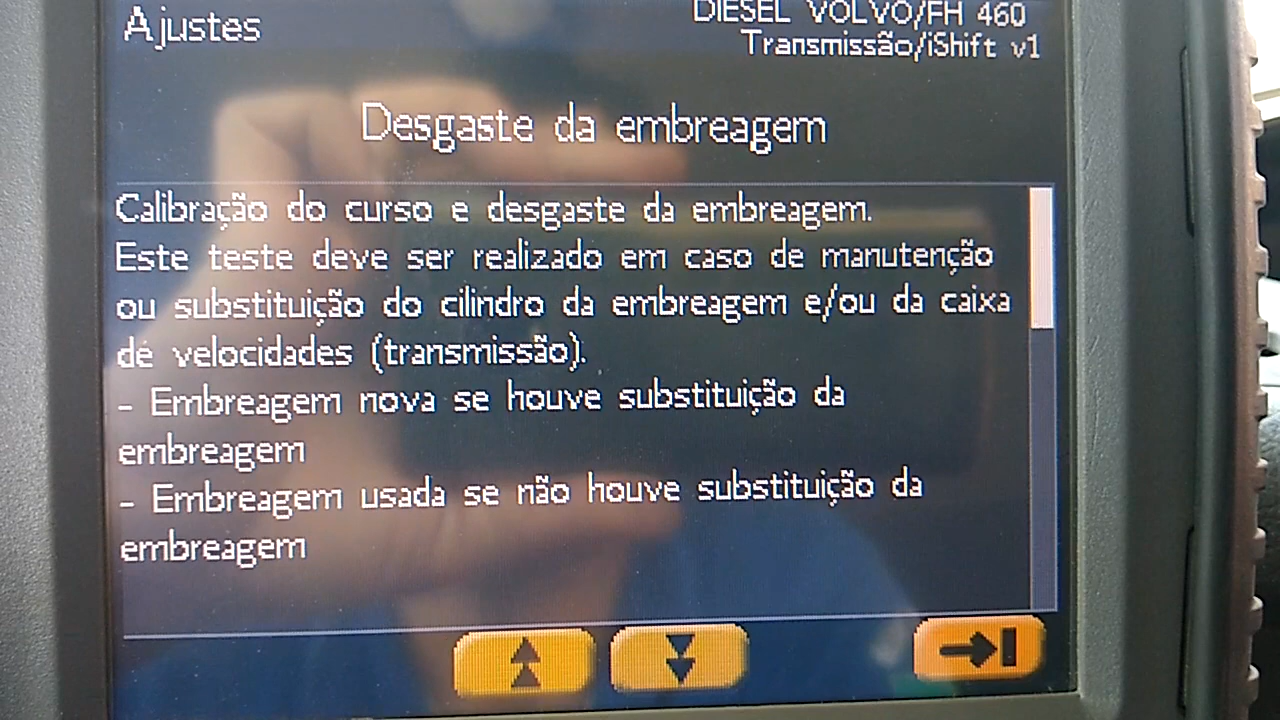 Ajustes
DIESEL VOLVO/FH 460
Transmissão/iShift v1
Desgaste da embreagem
Calibração do curso e desgaste da embreagem.
Este teste deve ser realizado em caso de manutenção
ou substituição do cilindro da embreagem e/ou da caixa
de velocidades (transmissão).
- Embreagem nova se houve substituição da
embreagem
- Embreagem usada se não houve substituição da
embreagem